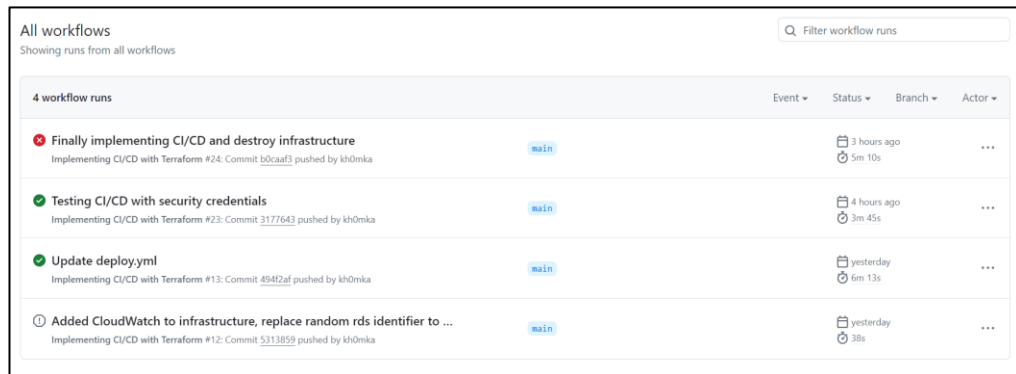 All workflows
Showing runs from all workflows
Filter workflow runs
4 workflow runs
Event
Status
Branch
Actor
Finally implementing CI/CD and destroy infrastructure
Implementing CI/CD with Terraform #24: Commit b0caaf3 pushed by kh0mka
main
3 hours ago
5m 10s
Testing CI/CD with security credentials
Implementing CI/CD with Terraform #23: Commit 3177643 pushed by kh0mka
main
4 hours ago
3m 45s
Update deploy.yml
Implementing CI/CD with Terraform #13: Commit 494f2af pushed by kh0mka
main
yesterday
6m 13s
Added CloudWatch to infrastructure, replace random rds identifier to ...
Implementing CI/CD with Terraform #12: Commit 5313859 pushed by kh0mka
main
yesterday
38s